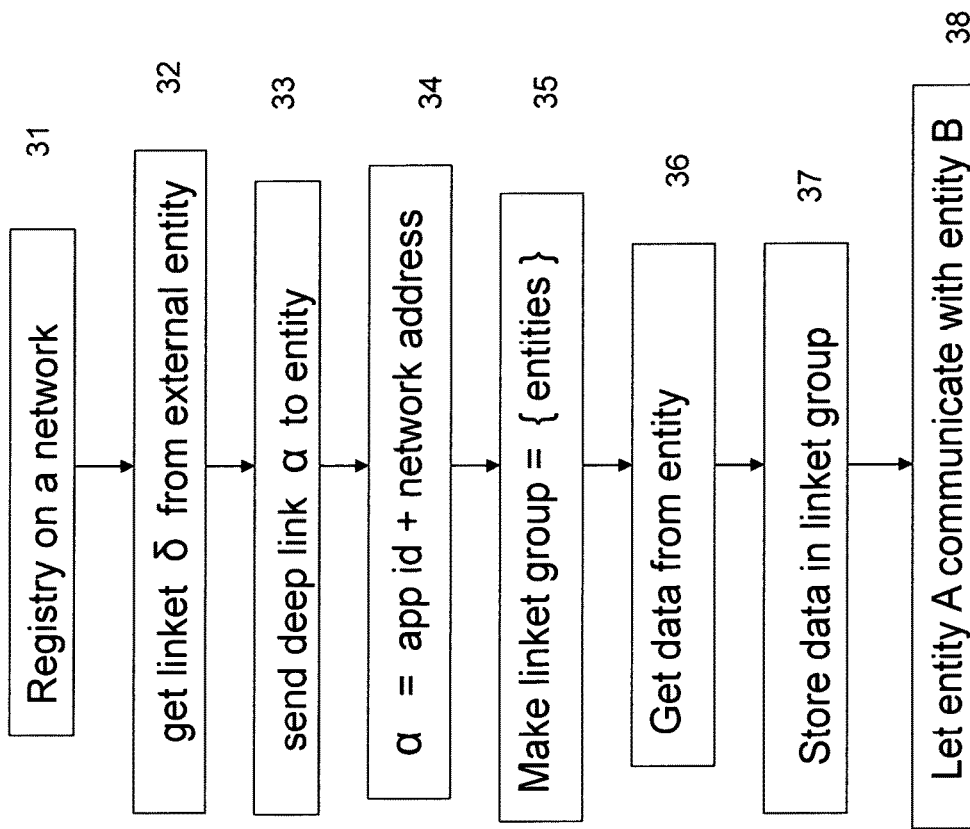 Registry on a network 31
get linket δ from external entity 32
send deep link α to entity 33
α = app id + network address 34
Make linket group = { entities } 35
Get data from entity 36
Store data in linket group 37
Let entity A communicate with entity B 38